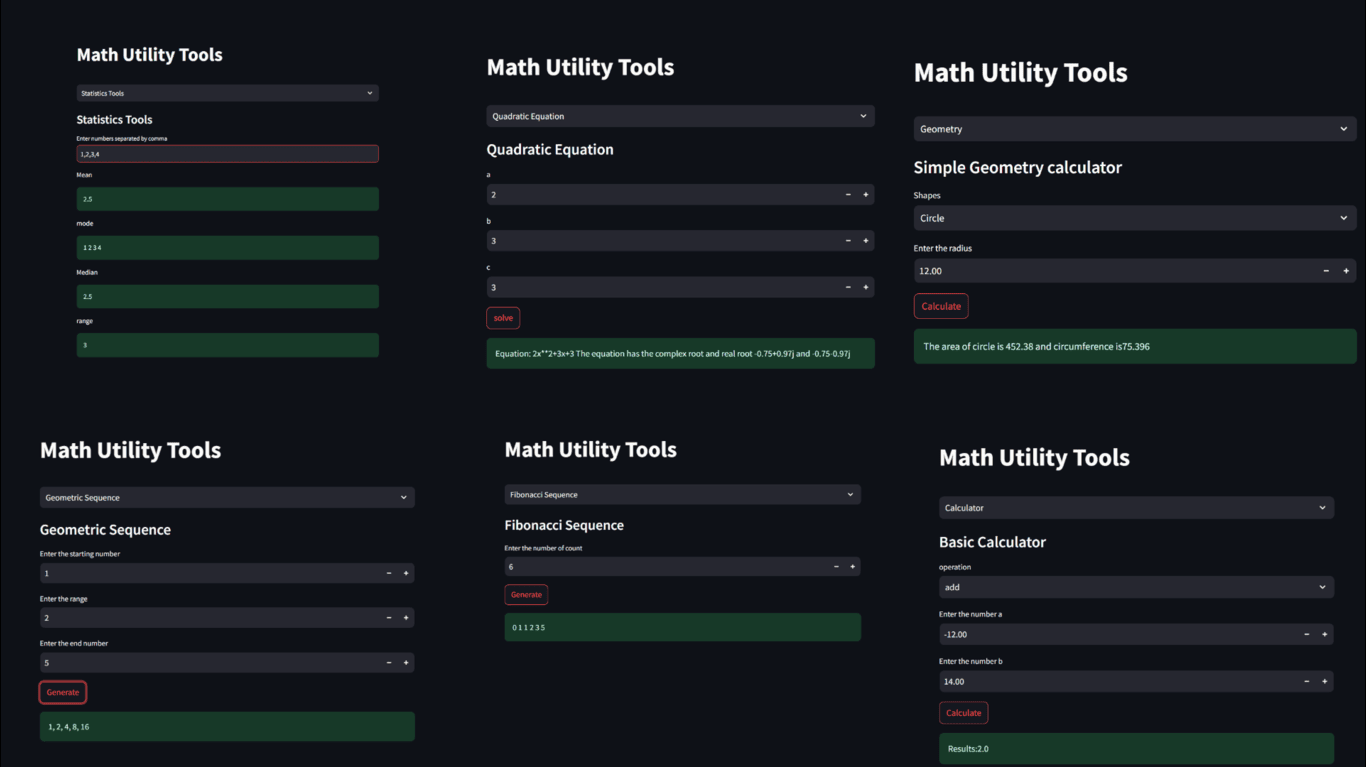 Math Utility Tools
Statistics Tools
Statistics Tools
Enter numbers separated by comma
1,2,3,4
Mean
2.5
mode
1 2 3 4
Median
2.5
range
3
Math Utility Tools
Quadratic Equation
Quadratic Equation
a
2
b
3
c
3
solve
Equation: 2x**2+3x+3 The equation has the complex root and real root -0.75+0.97j and -0.75-0.97j
Math Utility Tools
Geometry
Simple Geometry calculator
Shapes
Circle
Enter the radius
12.00
Calculate
The area of circle is 452.38 and circumference is75.396
Math Utility Tools
Geometric Sequence
Geometric Sequence
Enter the starting number
1
Enter the range
2
Enter the end number
5
Generate
1, 2, 4, 8, 16
Math Utility Tools
Fibonacci Sequence
Fibonacci Sequence
Enter the number of count
6
Generate
0 1 1 2 3 5
Math Utility Tools
Calculator
Basic Calculator
operation
add
Enter the number a
-12.00
Enter the number b
14.00
Calculate
Results:2.0